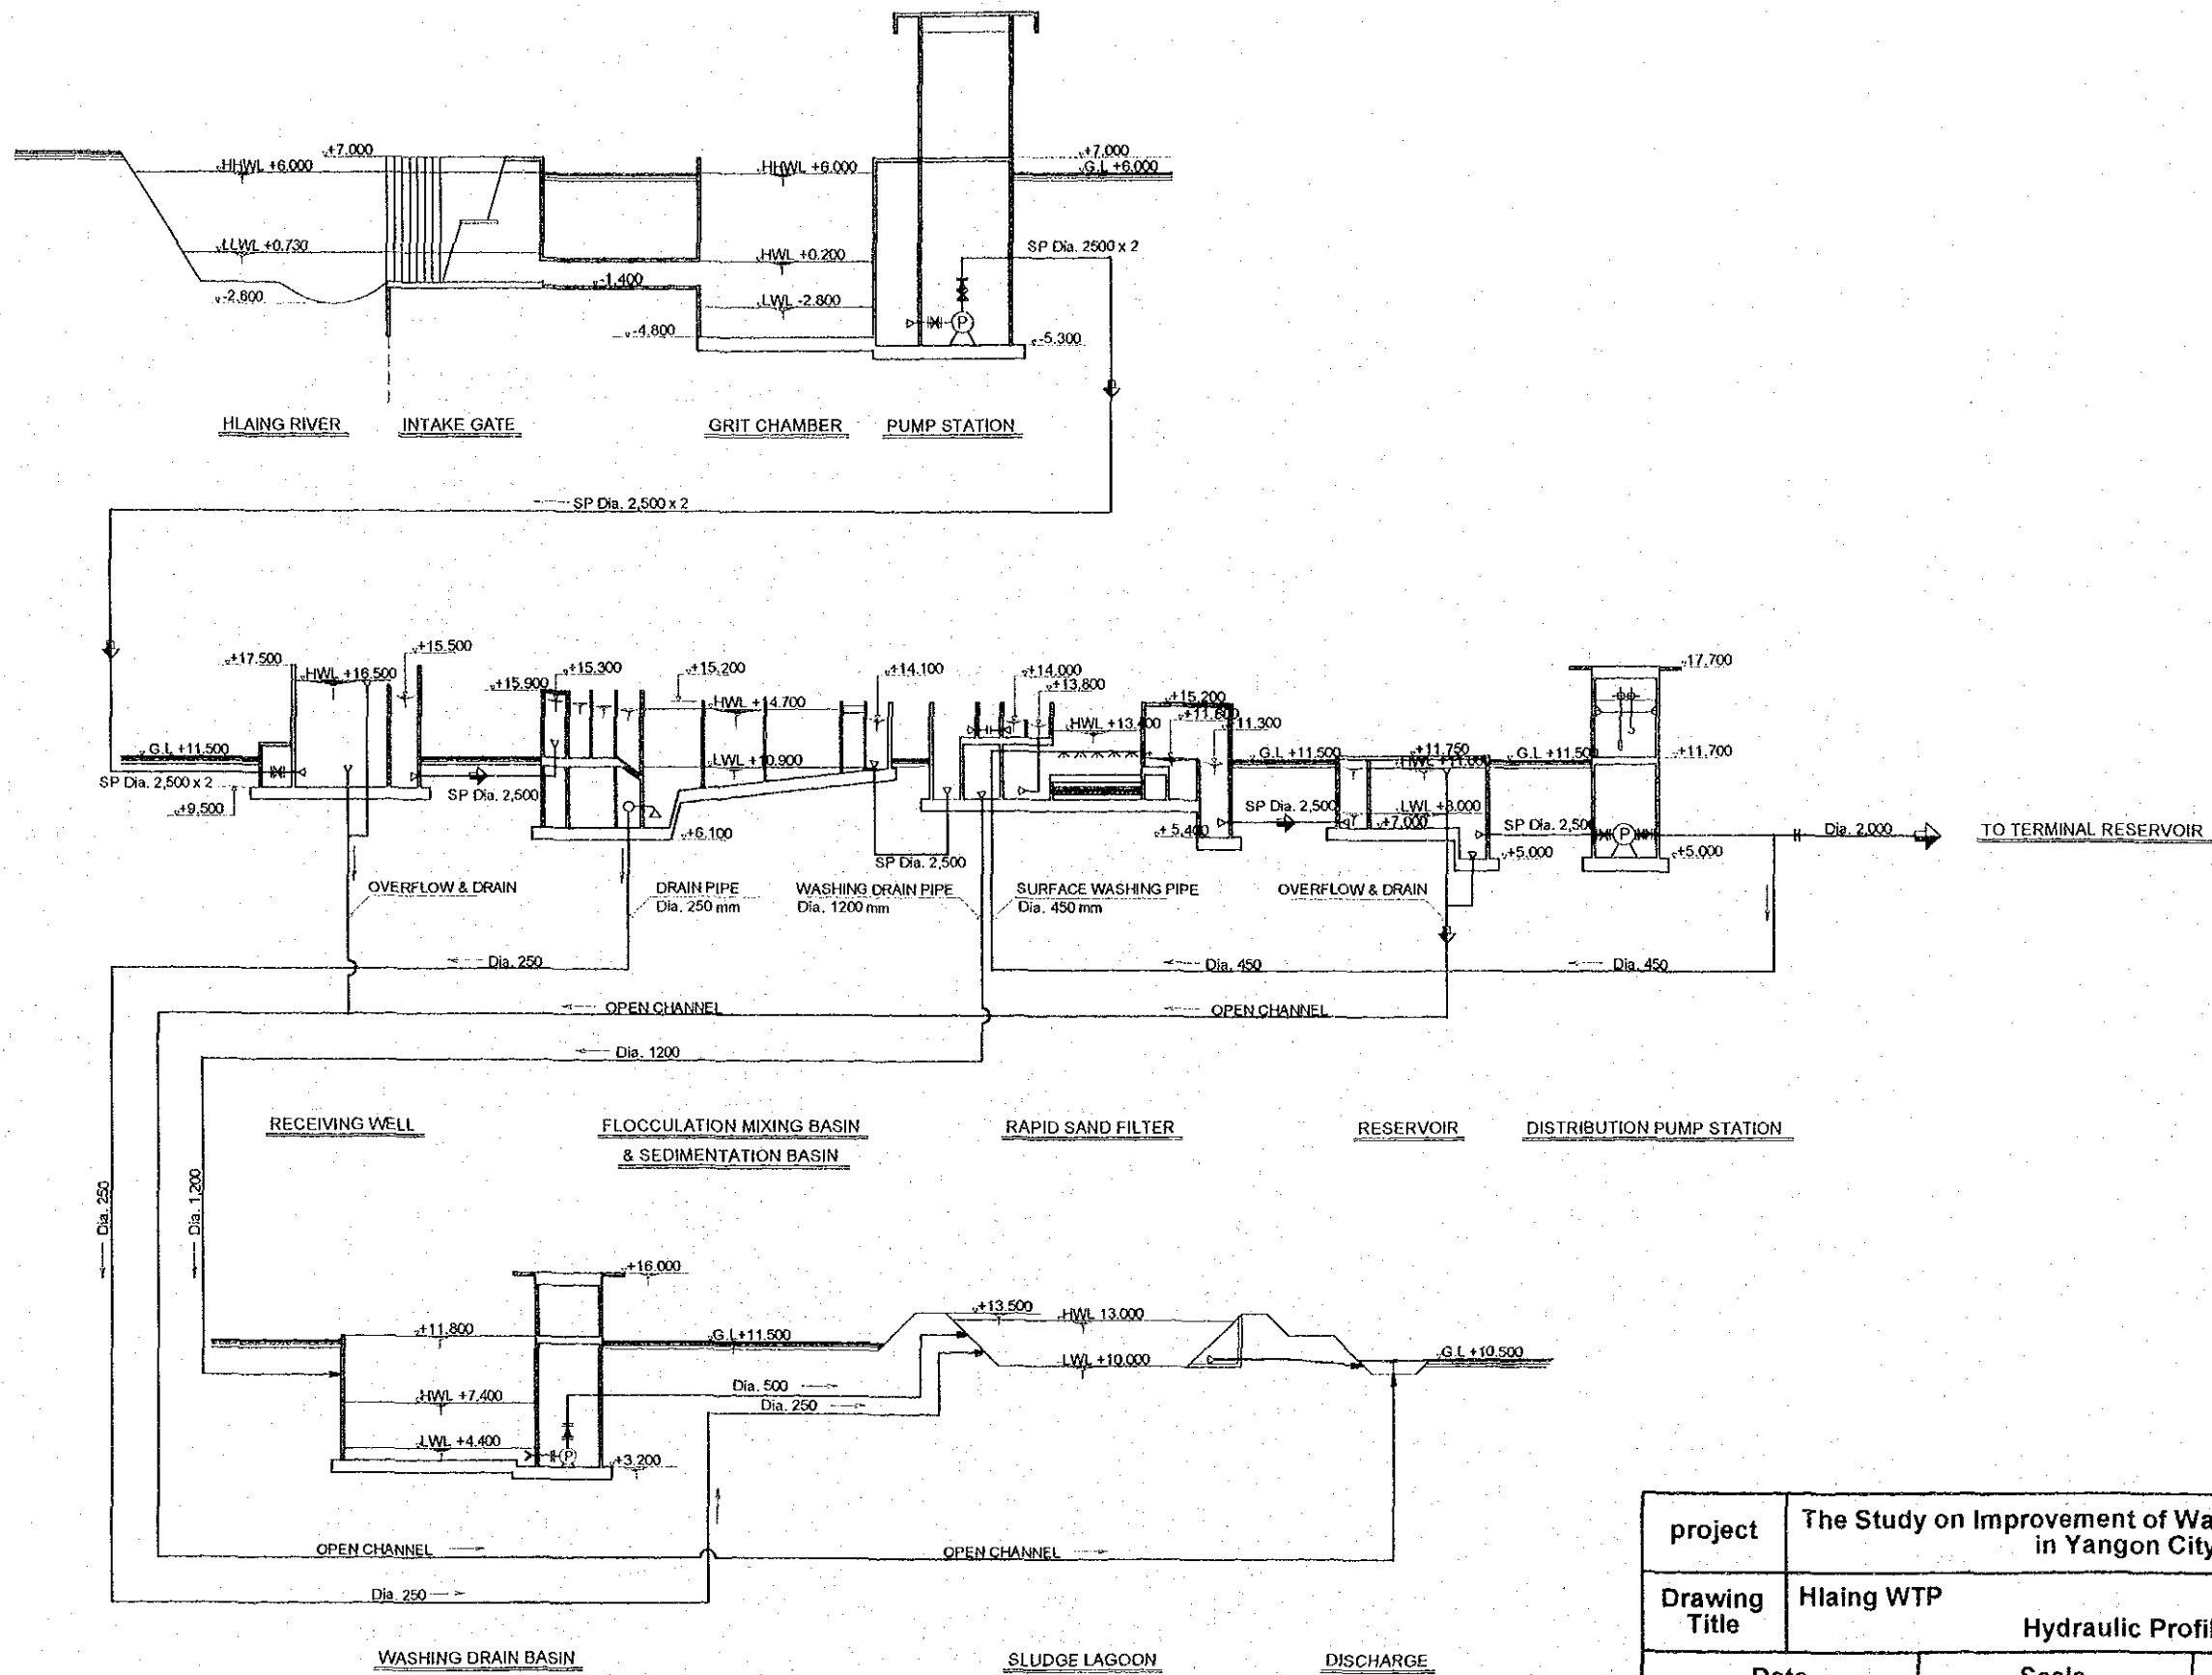 +7.000
HHWL +6.000
HHWL +6.000
+7.000
G.L +6.000
LLWL +0.730
HWL +0.200
SP Dia. 2500 x 2
-2.800
-1.400
LWL -2.800
P
-4.800
-5.300
HLAING RIVER
INTAKE GATE
GRIT CHAMBER
PUMP STATION
SP Dia. 2,500 x 2
+17.500
HWL +16.500
+15.500
+15.900
+15.300
+15.200
+14.100
+14.000
+13.800
17.700
HWL +14.700
HWL +13.400
+15.200
+11.300
G.L +11.500
G.L +11.500
+11.750
G.L +11.500
+11.700
LWL +10.900
SP Dia. 2,500 x 2
+9.500
SP Dia. 2,500
+6.100
SP Dia. 2,500
SP Dia. 2,500
+5.400
LWL +8.000
+7.000
SP Dia. 2,500
+5.000
P
+5.000
Dia. 2,000
TO TERMINAL RESERVOIR
OVERFLOW & DRAIN
DRAIN PIPE
Dia. 250 mm
WASHING DRAIN PIPE
Dia. 1200 mm
SURFACE WASHING PIPE
Dia. 450 mm
OVERFLOW & DRAIN
Dia. 250
Dia. 450
Dia. 450
OPEN CHANNEL
OPEN CHANNEL
Dia. 1200
RECEIVING WELL
FLOCCULATION MIXING BASIN
& SEDIMENTATION BASIN
RAPID SAND FILTER
RESERVOIR
DISTRIBUTION PUMP STATION
Dia. 250
Dia. 1,200
+16.000
+11.800
G.L +11.500
+13.500
HWL 13.000
LWL +10.000
G.L +10.500
HWL +7.400
LWL +4.400
P
+3.200
Dia. 500
Dia. 250
OPEN CHANNEL
OPEN CHANNEL
Dia. 250
WASHING DRAIN BASIN
SLUDGE LAGOON
DISCHARGE
project
The Study on Improvement of Wa
in Yangon City
Drawing
Title
Hlaing WTP
Hydraulic Profil